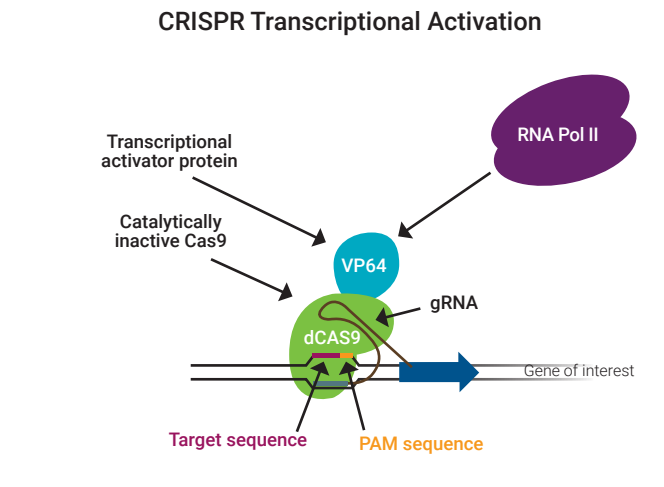 CRISPR Transcriptional Activation
RNA Pol II
Transcriptional
activator protein
Catalytically
inactive Cas9
VP64
gRNA
dCAS9
Gene of interest
Target sequence
PAM sequence